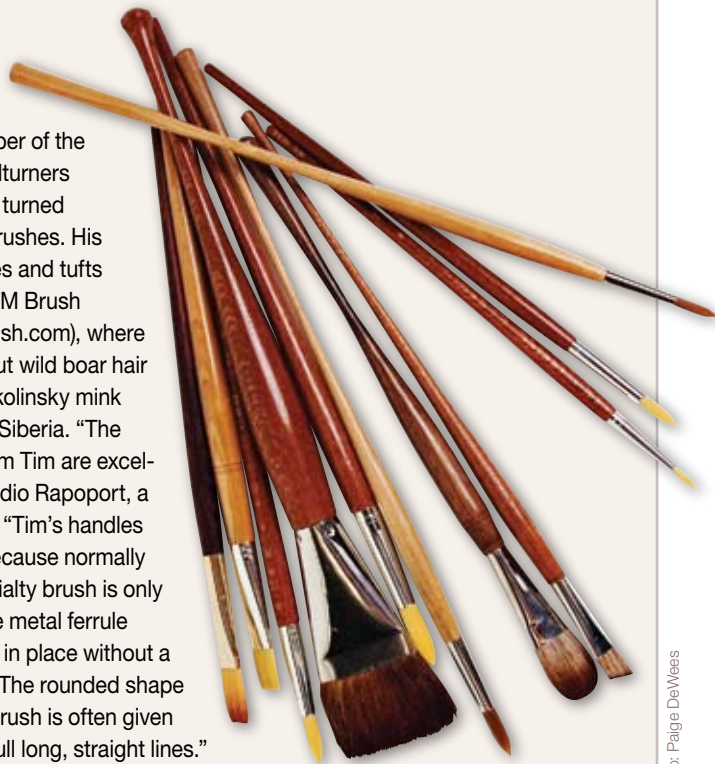 ber of the
lturners
turned
rushes. His
es and tufts
M Brush
sh.com), where
ut wild boar hair
kolinsky mink
Siberia. “The
m Tim are excel-
dio Rapoport, a
“Tim’s handles
ecause normally
ialty brush is only
e metal ferrule
in place without a
The rounded shape
rush is often given
ull long, straight lines.”
o: Paige DeWees